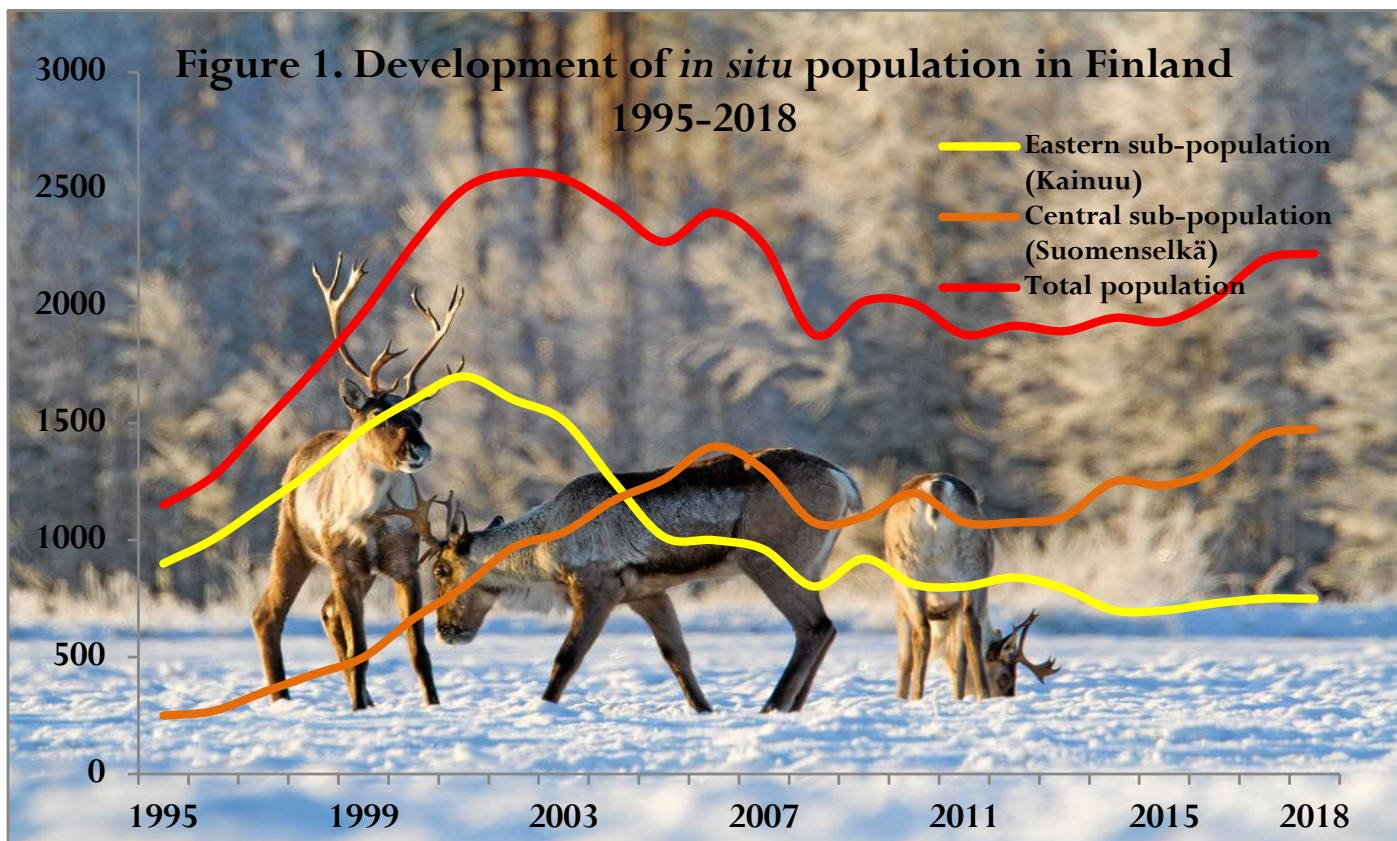 Figure 1. Development of in situ population in Finland
1995-2018
3000
2500
2000
1500
1000
500
0
Eastern sub-population
(Kainuu)
Central sub-population
(Suomenselkä)
Total population
1995 1999 2003 2007 2011 2015 2018